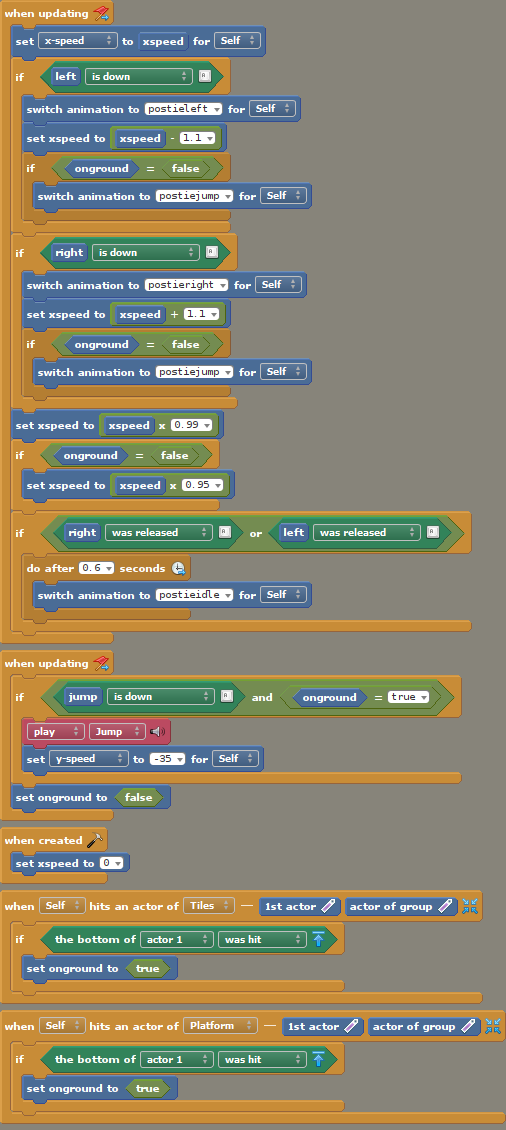 when updating
set x-speed to xspeed for Self
if left is down
switch animation to postieleft for Self
set xspeed to xspeed - 1.1
if onground = false
switch animation to postiejump for Self
if right is down
switch animation to postieright for Self
set xspeed to xspeed + 1.1
if onground = false
switch animation to postiejump for Self
set xspeed to xspeed x 0.99
if onground = false
set xspeed to xspeed x 0.95
if right was released or left was released
do after 0.6 seconds
switch animation to postieidle for Self
when updating
if jump is down and onground = true
play Jump
set y-speed to -35 for Self
set onground to false
when created
set xspeed to 0
when Self hits an actor of Tiles — 1st actor actor of group
if the bottom of actor 1 was hit
set onground to true
when Self hits an actor of Platform — 1st actor actor of group
if the bottom of actor 1 was hit
set onground to true